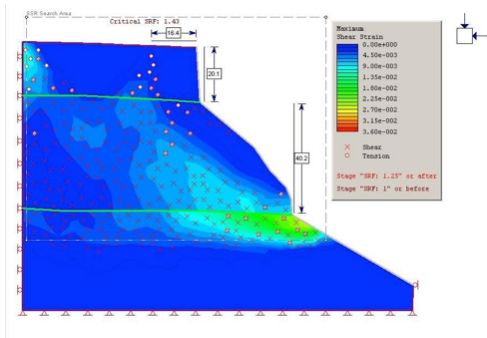 SSR Search Area
Critical SRF: 1.43
16.4
20.1
40.2
Maximum
Shear Strain
0.00e+000
4.50e-003
9.00e-003
1.35e-002
1.80e-002
2.25e-002
2.70e-002
3.15e-002
3.60e-002
Shear
Tension
Stage "SRF: 1.25" or after
Stage "SRF: 1" or before